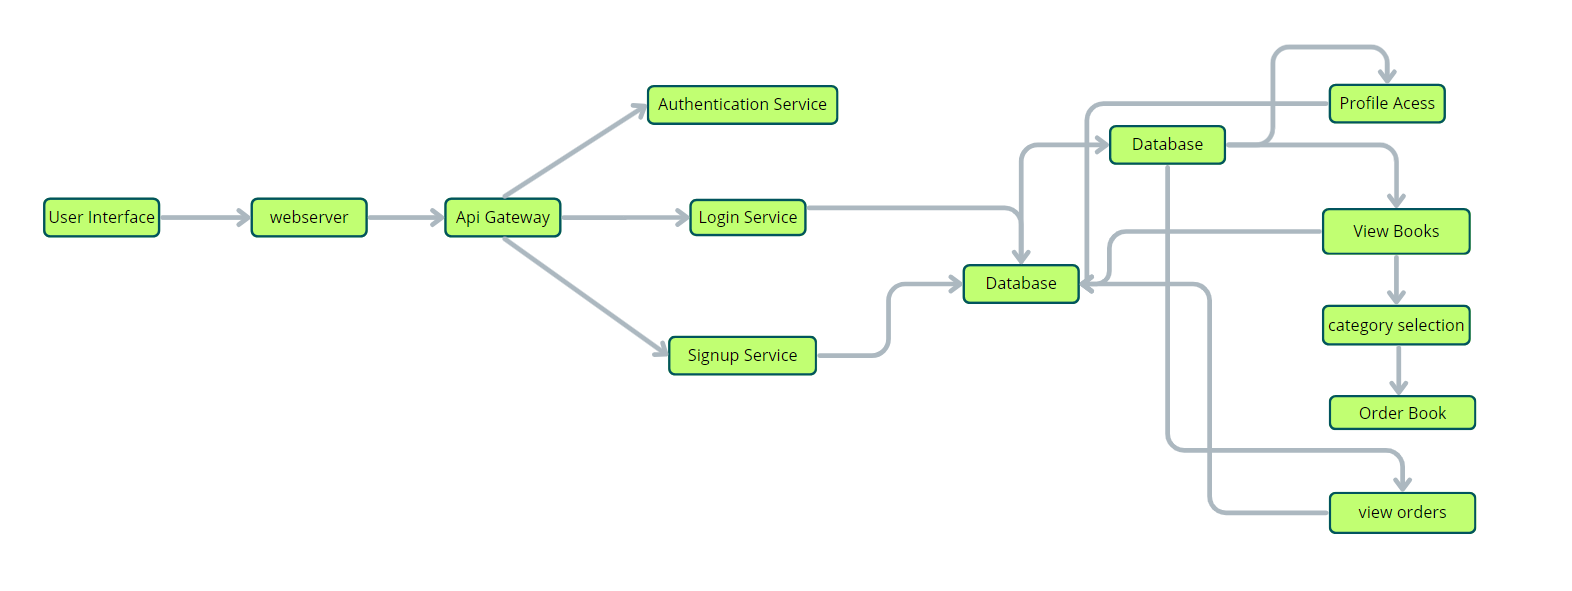 User Interface
webserver
Api Gateway
Authentication Service
Login Service
Signup Service
Database
Database
Profile Acess
View Books
category selection
Order Book
view orders